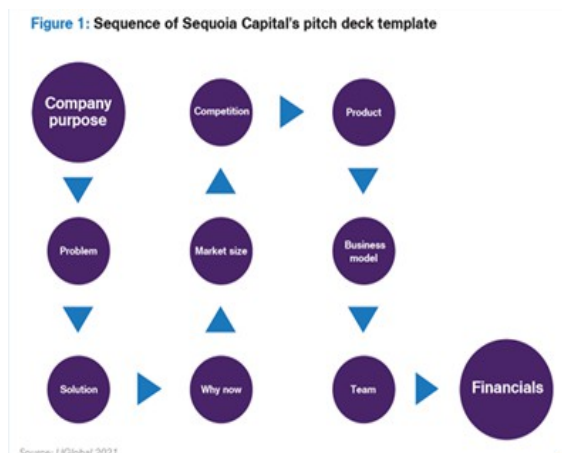 Figure 1: Sequence of Sequoia Capital's pitch deck template
Company
purpose
Problem
Solution
Why now
Market size
Competition
Product
Business
model
Team
Financials